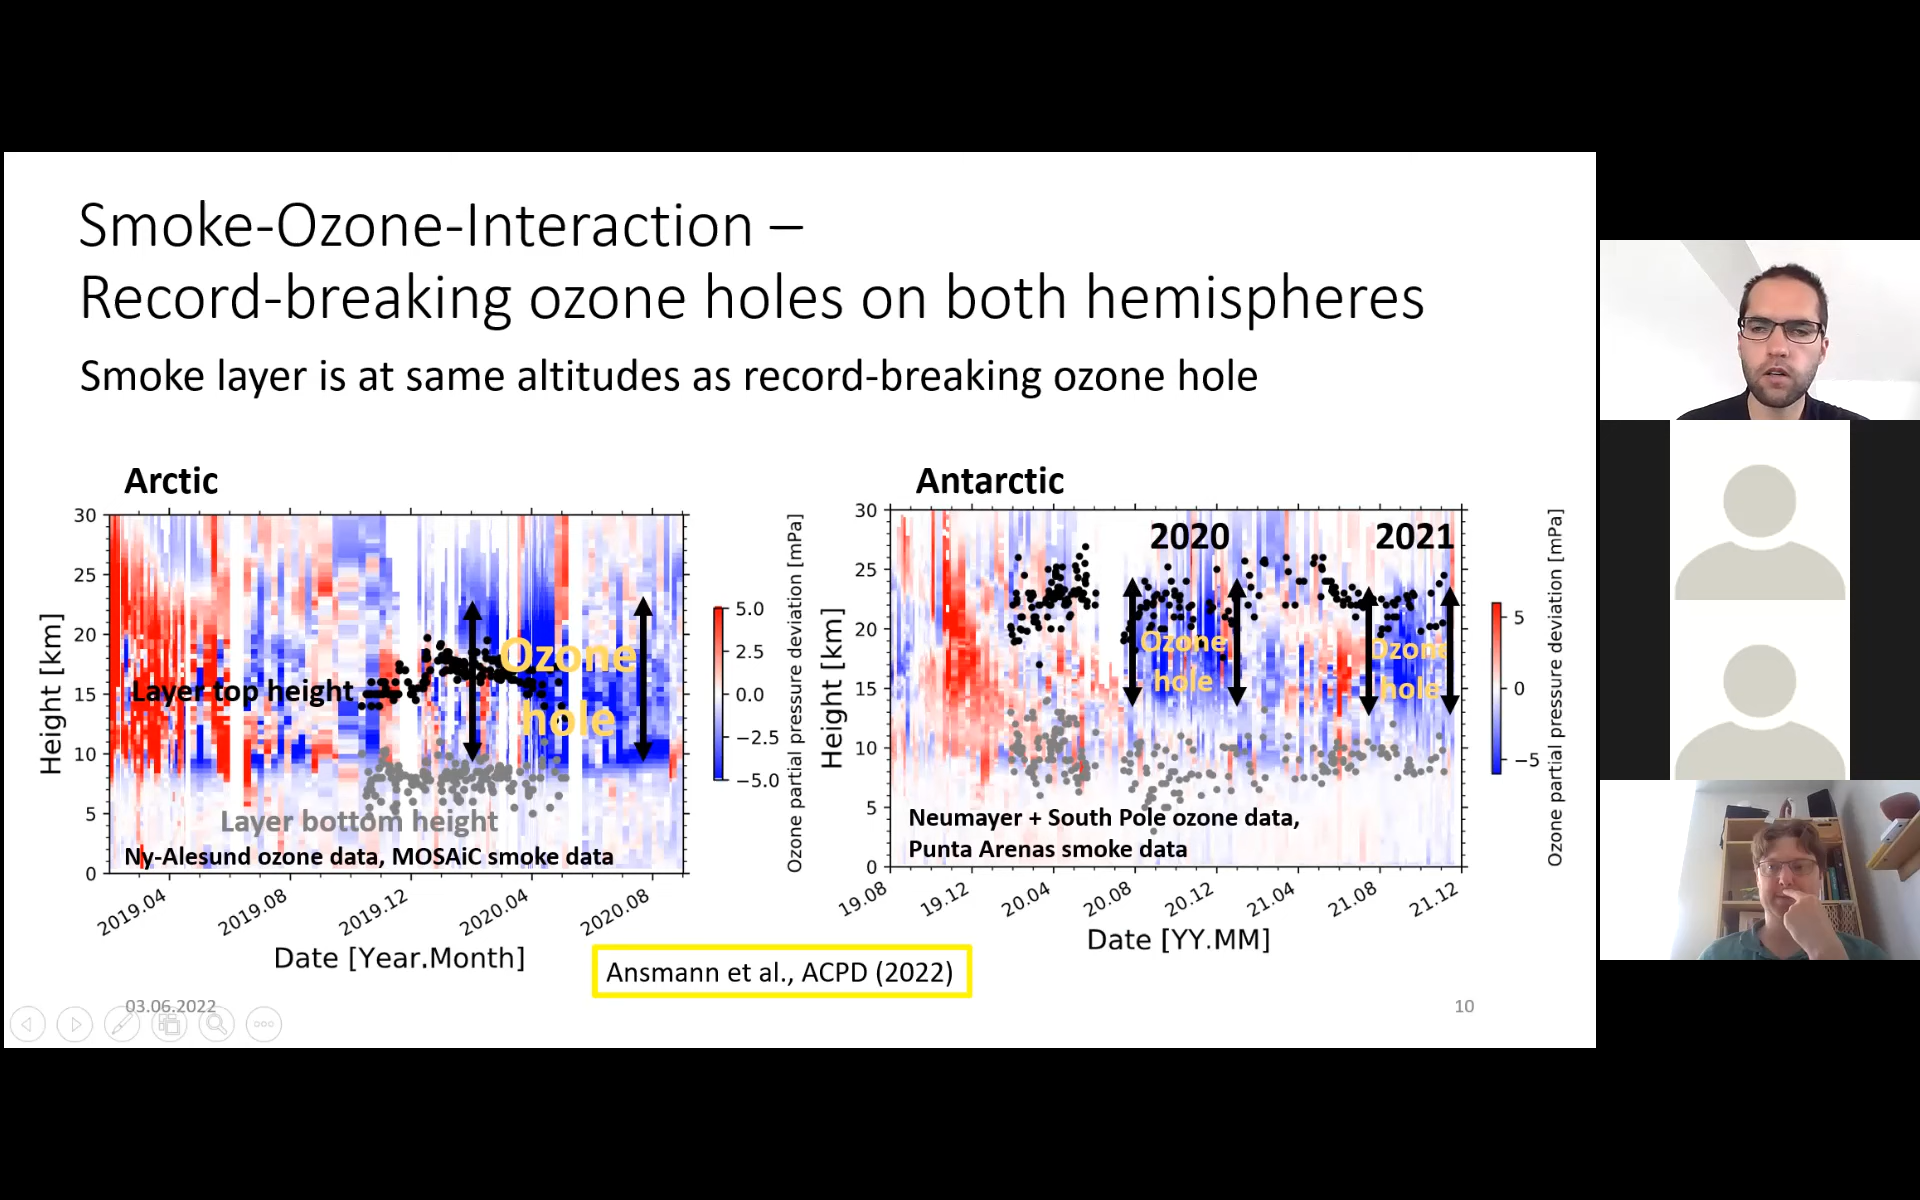 Smoke-Ozone-Interaction –
Record-breaking ozone holes on both hemispheres
Smoke layer is at same altitudes as record-breaking ozone hole
Arctic
30
25
20
15
10
5
0
Height [km]
Layer top height
Ozone
hole
Layer bottom height
Ny-Alesund ozone data, MOSAiC smoke data
2019.04
2019.08
2019.12
2020.04
2020.08
Date [Year.Month]
5.0
2.5
0.0
−2.5
−5.0
Ozone partial pressure deviation [mPa]
Antarctic
30
25
20
15
10
5
0
Height [km]
2020
2021
Ozone
hole
Ozone
hole
Neumayer + South Pole ozone data,
Punta Arenas smoke data
19.08
19.12
20.04
20.08
20.12
21.04
21.08
21.12
Date [YY.MM]
5
0
−5
Ozone partial pressure deviation [mPa]
Ansmann et al., ACPD (2022)
03.06.2022
10